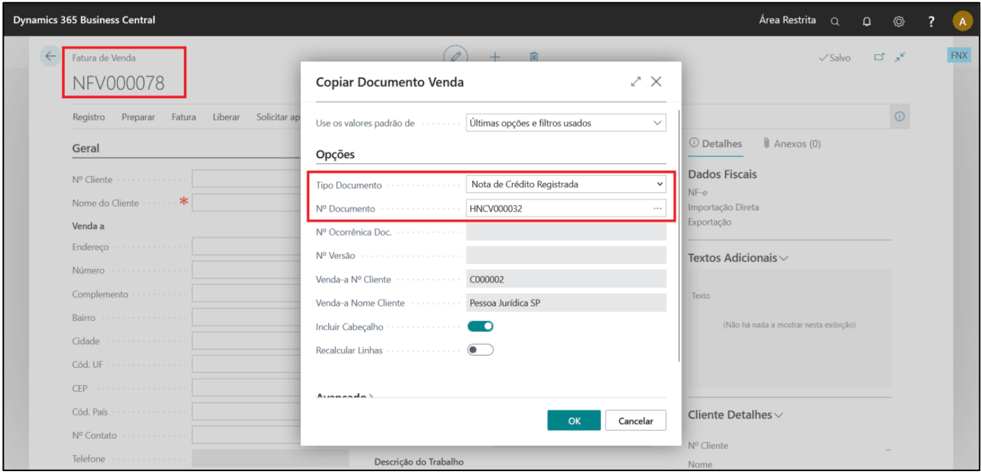 Dynamics 365 Business Central
Área Restrita
?
A
Fatura de Venda
NFV000078
Salvo
FNX
Registro Preparar Fatura Liberar Solicitar ap
Geral
Nº Cliente
Nome do Cliente *
Venda a
Endereço
Número
Complemento
Bairro
Cidade
Cód. UF
CEP
Cód. País
Nº Contato
Telefone
Copiar Documento Venda
Use os valores padrão de Últimas opções e filtros usados
Opções
Tipo Documento Nota de Crédito Registrada
Nº Documento HNCV000032 ...
Nº Ocorrênica Doc.
Nº Versão
Venda-a Nº Cliente C000002
Venda-a Nome Cliente Pessoa Jurídica SP
Incluir Cabeçalho
Recalcular Linhas
Avançado >
OK Cancelar
Descrição do Trabalho
Detalhes Anexos (0)
Dados Fiscais
NF-e
Importação Direta
Exportação
Textos Adicionais
Texto
(Não há nada a mostrar nesta exibição)
Cliente Detalhes
Nº Cliente
Nome